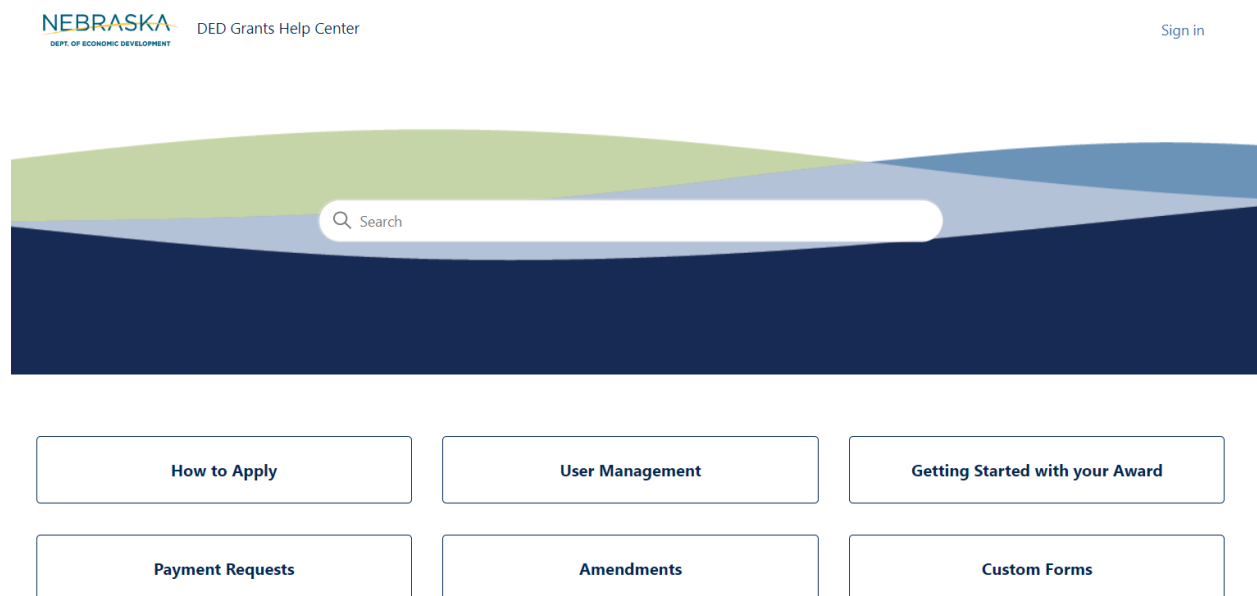 NEBRASKA
DEPT. OF ECONOMIC DEVELOPMENT
DED Grants Help Center
Sign in
Search
How to Apply
User Management
Getting Started with your Award
Payment Requests
Amendments
Custom Forms